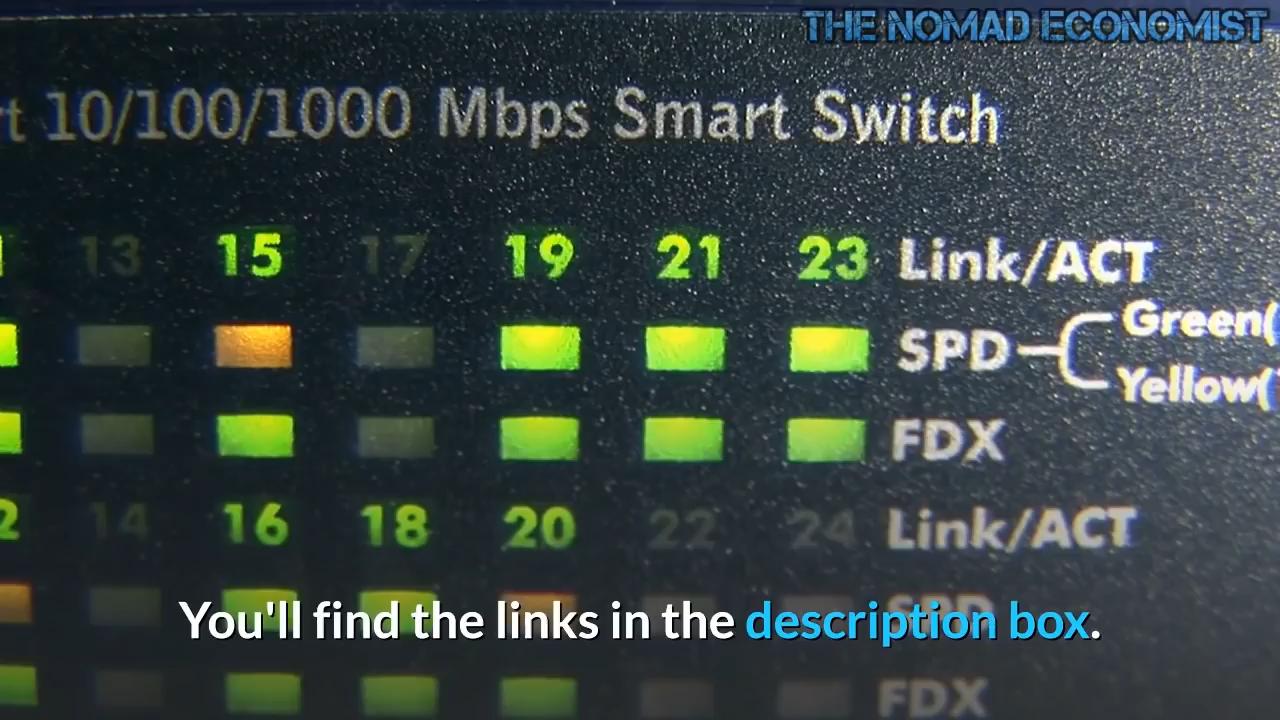 THE NOMAD ECONOMIST
10/100/1000 Mbps Smart Switch
13 15 17 19 21 23 Link/ACT
Green(
SPD
Yellow(
FDX
14 16 18 20 22 24 Link/ACT
SPD
You'll find the links in the description box.
FDX